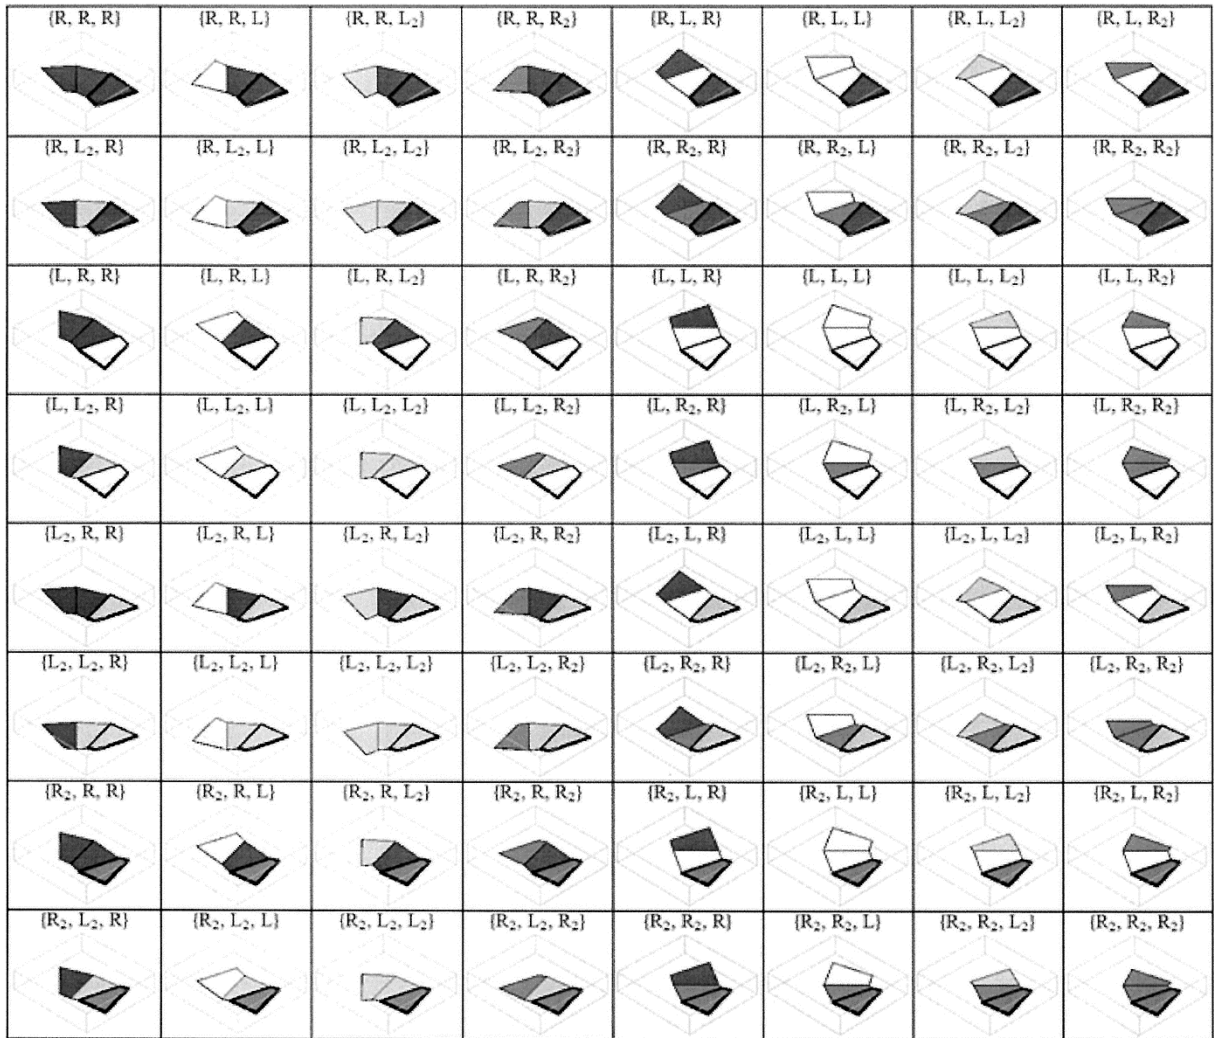 {R, R, R} {R, R, L} {R, R, L₂} {R, R, R₂} {R, L, R} {R, L, L} {R, L, L₂} {R, L, R₂}
{R, L₂, R} {R, L₂, L} {R, L₂, L₂} {R, L₂, R₂} {R, R₂, R} {R, R₂, L} {R, R₂, L₂} {R, R₂, R₂}
{L, R, R} {L, R, L} {L, R, L₂} {L, R, R₂} {L, L, R} {L, L, L} {L, L, L₂} {L, L, R₂}
{L, L₂, R} {L, L₂, L} {L, L₂, L₂} {L, L₂, R₂} {L, R₂, R} {L, R₂, L} {L, R₂, L₂} {L, R₂, R₂}
{L₂, R, R} {L₂, R, L} {L₂, R, L₂} {L₂, R, R₂} {L₂, L, R} {L₂, L, L} {L₂, L, L₂} {L₂, L, R₂}
{L₂, L₂, R} {L₂, L₂, L} {L₂, L₂, L₂} {L₂, L₂, R₂} {L₂, R₂, R} {L₂, R₂, L} {L₂, R₂, L₂} {L₂, R₂, R₂}
{R₂, R, R} {R₂, R, L} {R₂, R, L₂} {R₂, R, R₂} {R₂, L, R} {R₂, L, L} {R₂, L, L₂} {R₂, L, R₂}
{R₂, L₂, R} {R₂, L₂, L} {R₂, L₂, L₂} {R₂, L₂, R₂} {R₂, R₂, R} {R₂, R₂, L} {R₂, R₂, L₂} {R₂, R₂, R₂}